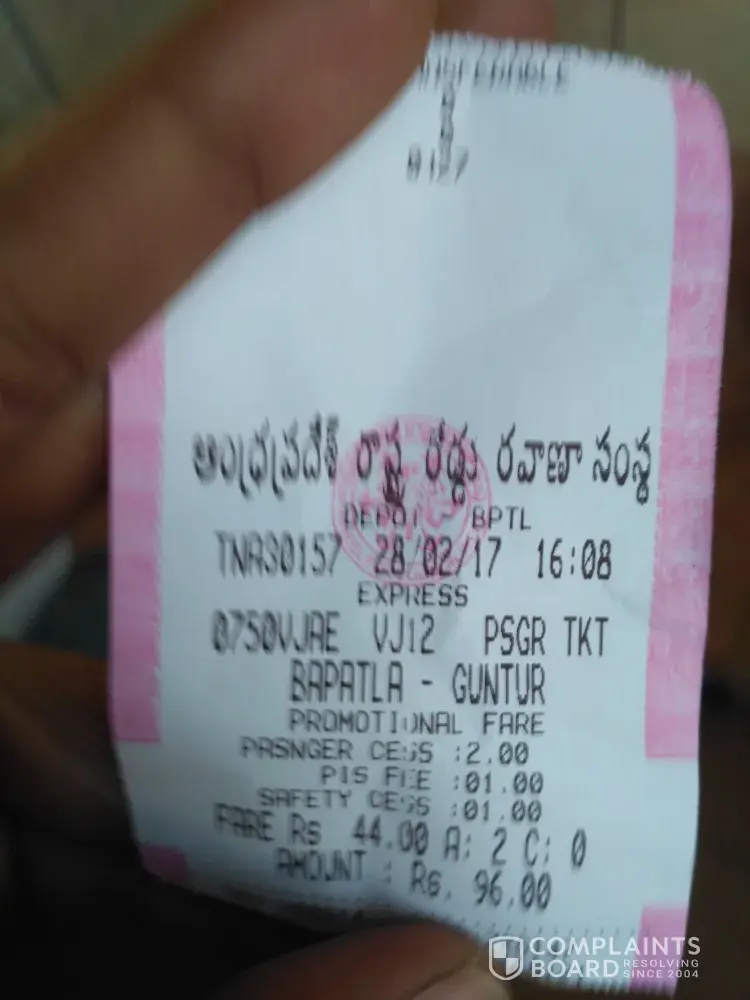 0127
ఆంధ్రప్రదేశ్ రాష్ట్ర రోడ్డు రవాణా సంస్థ
DEPOT - BPTL
TNAS0157 28/02/17 16:08
EXPRESS
0750VJAE VJ12 PSGR TKT
BAPATLA - GUNTUR
PROMOTIONAL FARE
PASNGER CESS :2.00
PIS FEE :01.00
SAFETY CESS :01.00
FARE Rs 44.00 A: 2 C: 0
AMOUNT : Rs. 96.00
COMPLAINTS
BOARD RESOLVING
SINCE 2004